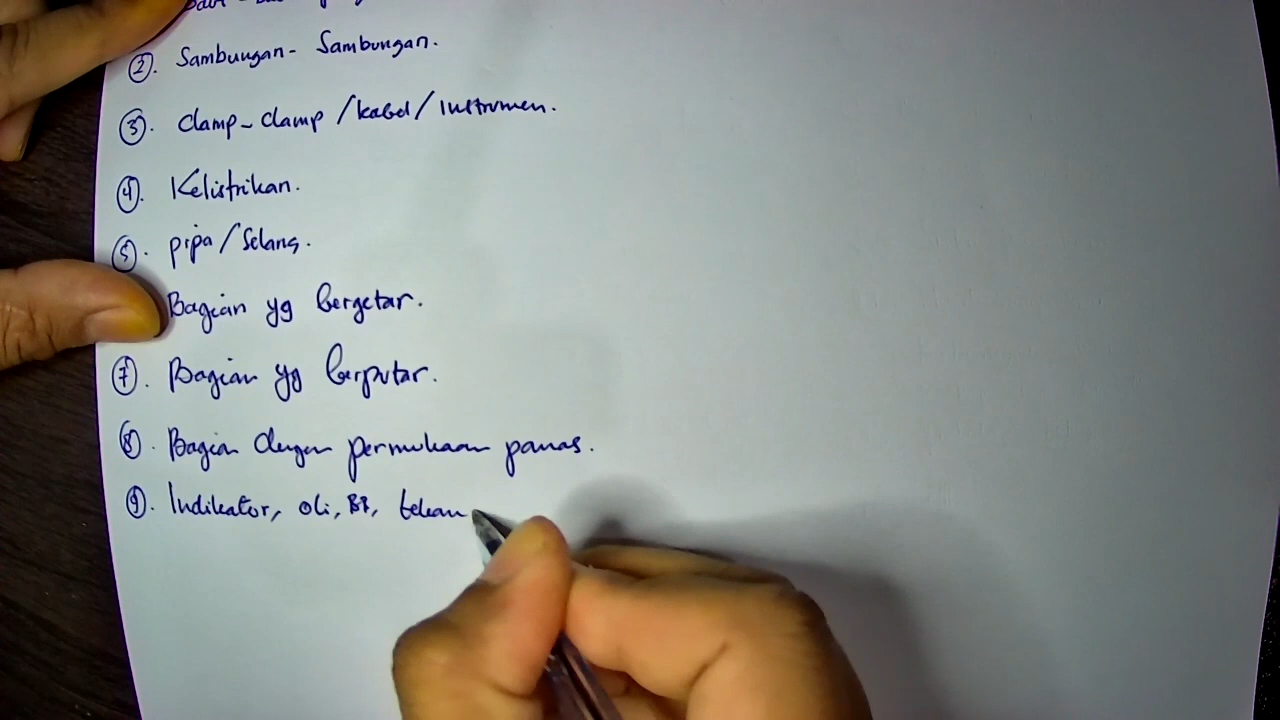 ②. Sambungan- Sambungan.
③. Clamp-clamp /kabel/instrumen.
④. Kelistrikan.
⑤. pipa/Selang.
Bagian yg bergetar.
⑦. Bagian yg berputar.
⑧. Bagian dengan permukaan panas.
⑨. Indikator, oli, BB, tekan